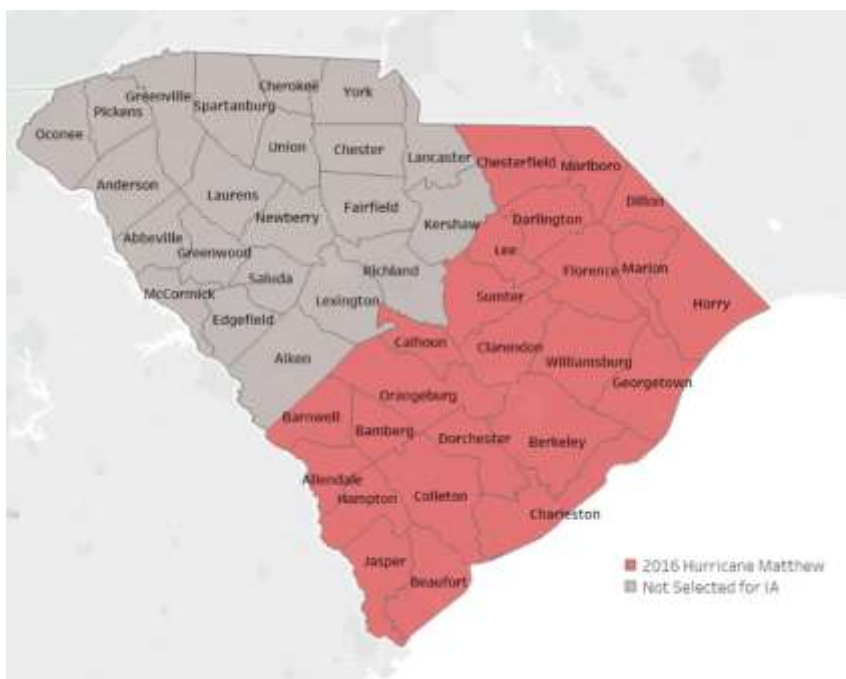 Cherokee
Greenville
York
Spartanburg
Pickens
Oconee
Union
Chester
Lancaster
Chesterfield
Marlboro
Anderson
Laurens
Dillon
Fairfield
Newberry
Darlington
Kershaw
Abbeville
Greenwood
Lee
Richland
Florence
Marion
Saluda
McCormick
Lexington
Sumter
Horry
Edgefield
Calhoun
Clarendon
Aiken
Williamsburg
Georgetown
Orangeburg
Barnwell
Bamberg
Dorchester
Berkeley
Allendale
Hampton
Colleton
Charleston
Jasper
Beaufort
2016 Hurricane Matthew
Not Selected for IA